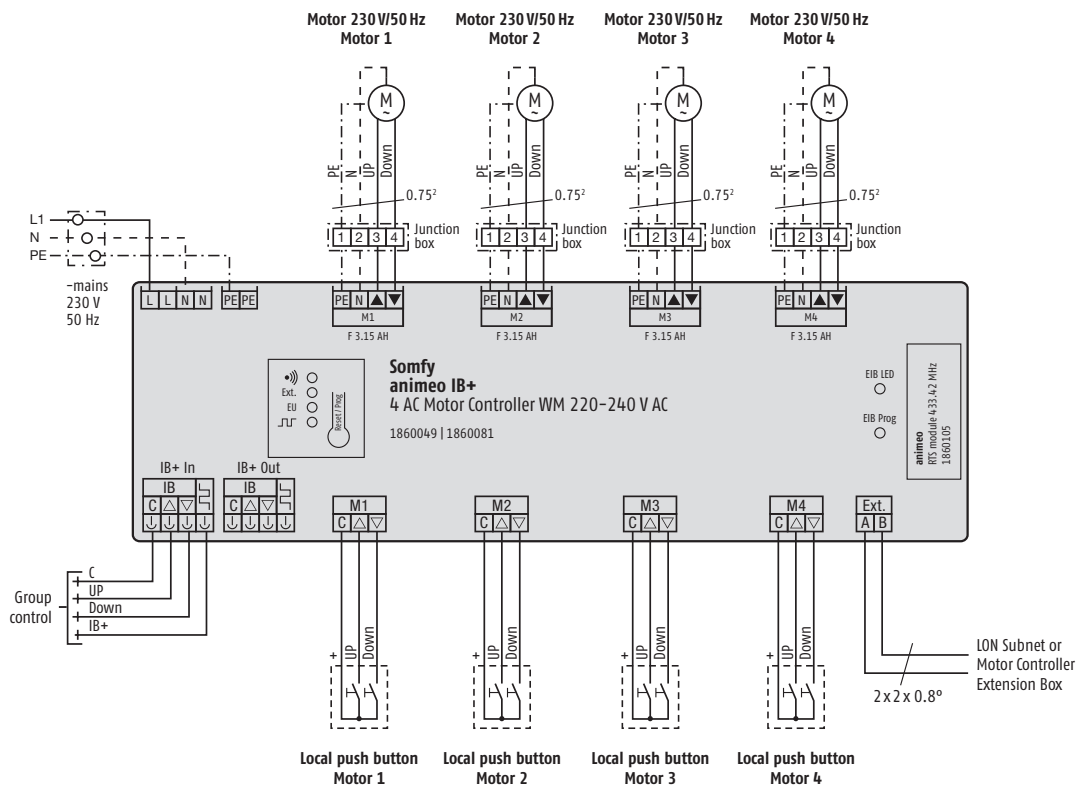 Motor 230 V/50 Hz
Motor 1
Motor 230 V/50 Hz
Motor 2
Motor 230 V/50 Hz
Motor 3
Motor 230 V/50 Hz
Motor 4
M
~
M
~
M
~
M
~
PE
N
UP
Down
PE
N
UP
Down
PE
N
UP
Down
PE
N
UP
Down
0.75²
0.75²
0.75²
0.75²
1 2 3 4
Junction
box
1 2 3 4
Junction
box
1 2 3 4
Junction
box
1 2 3 4
Junction
box
L1
N
PE
~mains
230 V
50 Hz
L L N N
PE PE
PE N ▲ ▼
M1
F 3.15 AH
PE N ▲ ▼
M2
F 3.15 AH
PE N ▲ ▼
M3
F 3.15 AH
PE N ▲ ▼
M4
F 3.15 AH
Ext.
EU
Reset / Prog
Somfy
animeo IB+
4 AC Motor Controller WM 220-240 V AC
1860049 | 1860081
EIB LED
EIB Prog
animeo
RTS module 433.42 MHz
1860105
IB+ In
IB
C △ ▽
IB+ Out
IB
C △ ▽
M1
C △ ▽
M2
C △ ▽
M3
C △ ▽
M4
C △ ▽
Ext.
A B
Group
control
C
UP
Down
IB+
+
UP
Down
+
UP
Down
+
UP
Down
+
UP
Down
2 x 2 x 0.8º
LON Subnet or
Motor Controller
Extension Box
Local push button
Motor 1
Local push button
Motor 2
Local push button
Motor 3
Local push button
Motor 4